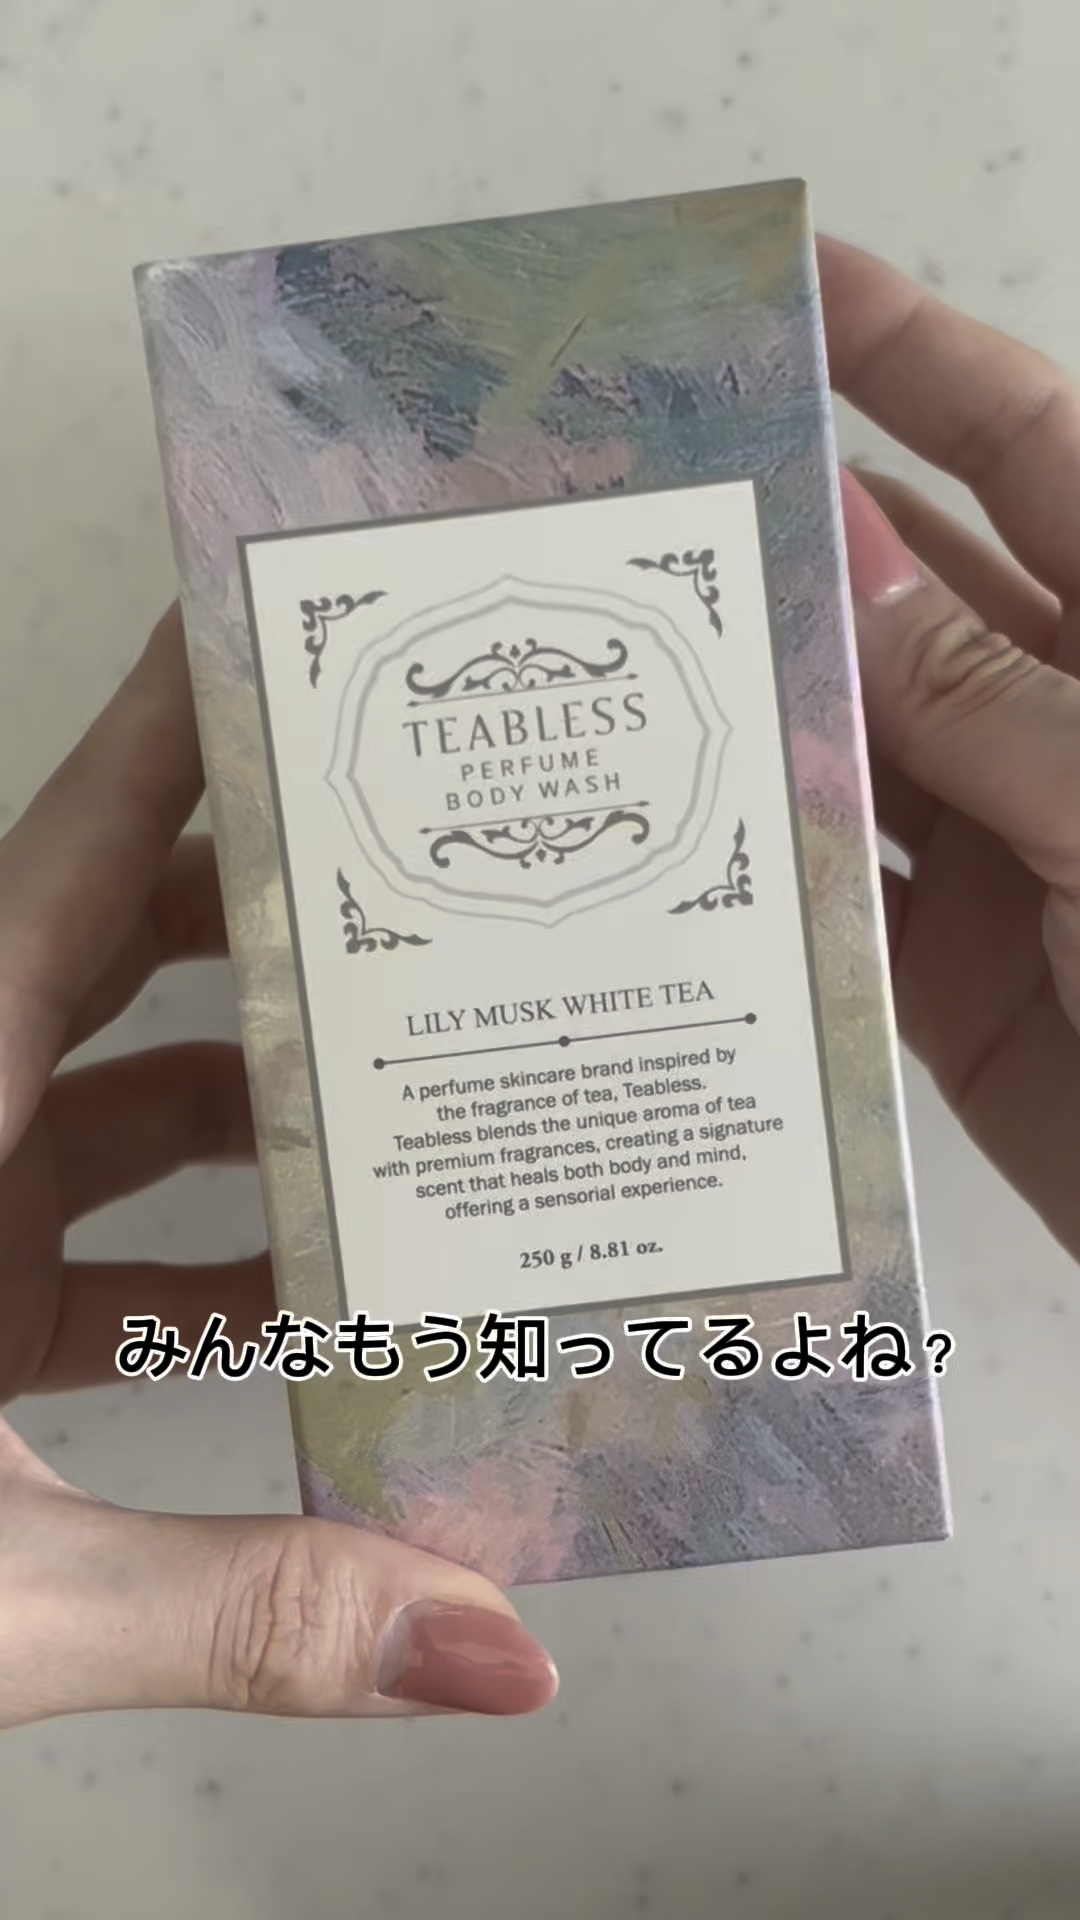 TEABLESS
PERFUME
BODY WASH
LILY MUSK WHITE TEA
A perfume skincare brand inspired by
the fragrance of tea, Teabless.
Teabless blends the unique aroma of tea
with premium fragrances, creating a signature
scent that heals both body and mind,
offering a sensorial experience.
250 g / 8.81 oz.
みんなもう知ってるよね?